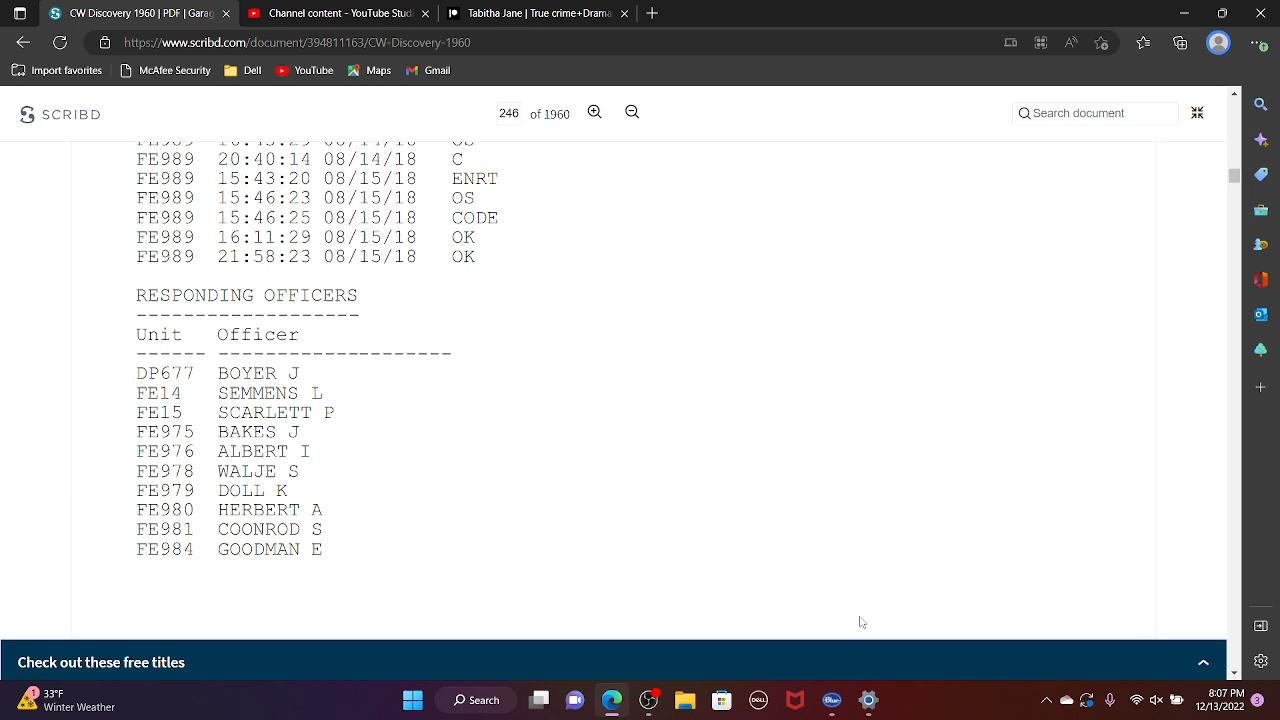 CW Discovery 1960 | PDF | Garag
Channel content - YouTube Studi
Tabitha Jane | True crime+Drama
https://www.scribd.com/document/394811163/CW-Discovery-1960
Import favorites
McAfee Security
Dell
YouTube
Maps
Gmail
SCRIBD
246 of 1960
Search document
FE989 20:40:14 08/14/18 C
FE989 15:43:20 08/15/18 ENRT
FE989 15:46:23 08/15/18 OS
FE989 15:46:25 08/15/18 CODE
FE989 16:11:29 08/15/18 OK
FE989 21:58:23 08/15/18 OK
RESPONDING OFFICERS
-------------------
Unit Officer
------ --------------------
DP677 BOYER J
FE14 SEMMENS L
FE15 SCARLETT P
FE975 BAKES J
FE976 ALBERT I
FE978 WALJE S
FE979 DOLL K
FE980 HERBERT A
FE981 COONROD S
FE984 GOODMAN E
Check out these free titles
1
33°F
Winter Weather
Search
DELL
Blue
8:07 PM
12/13/2022
3